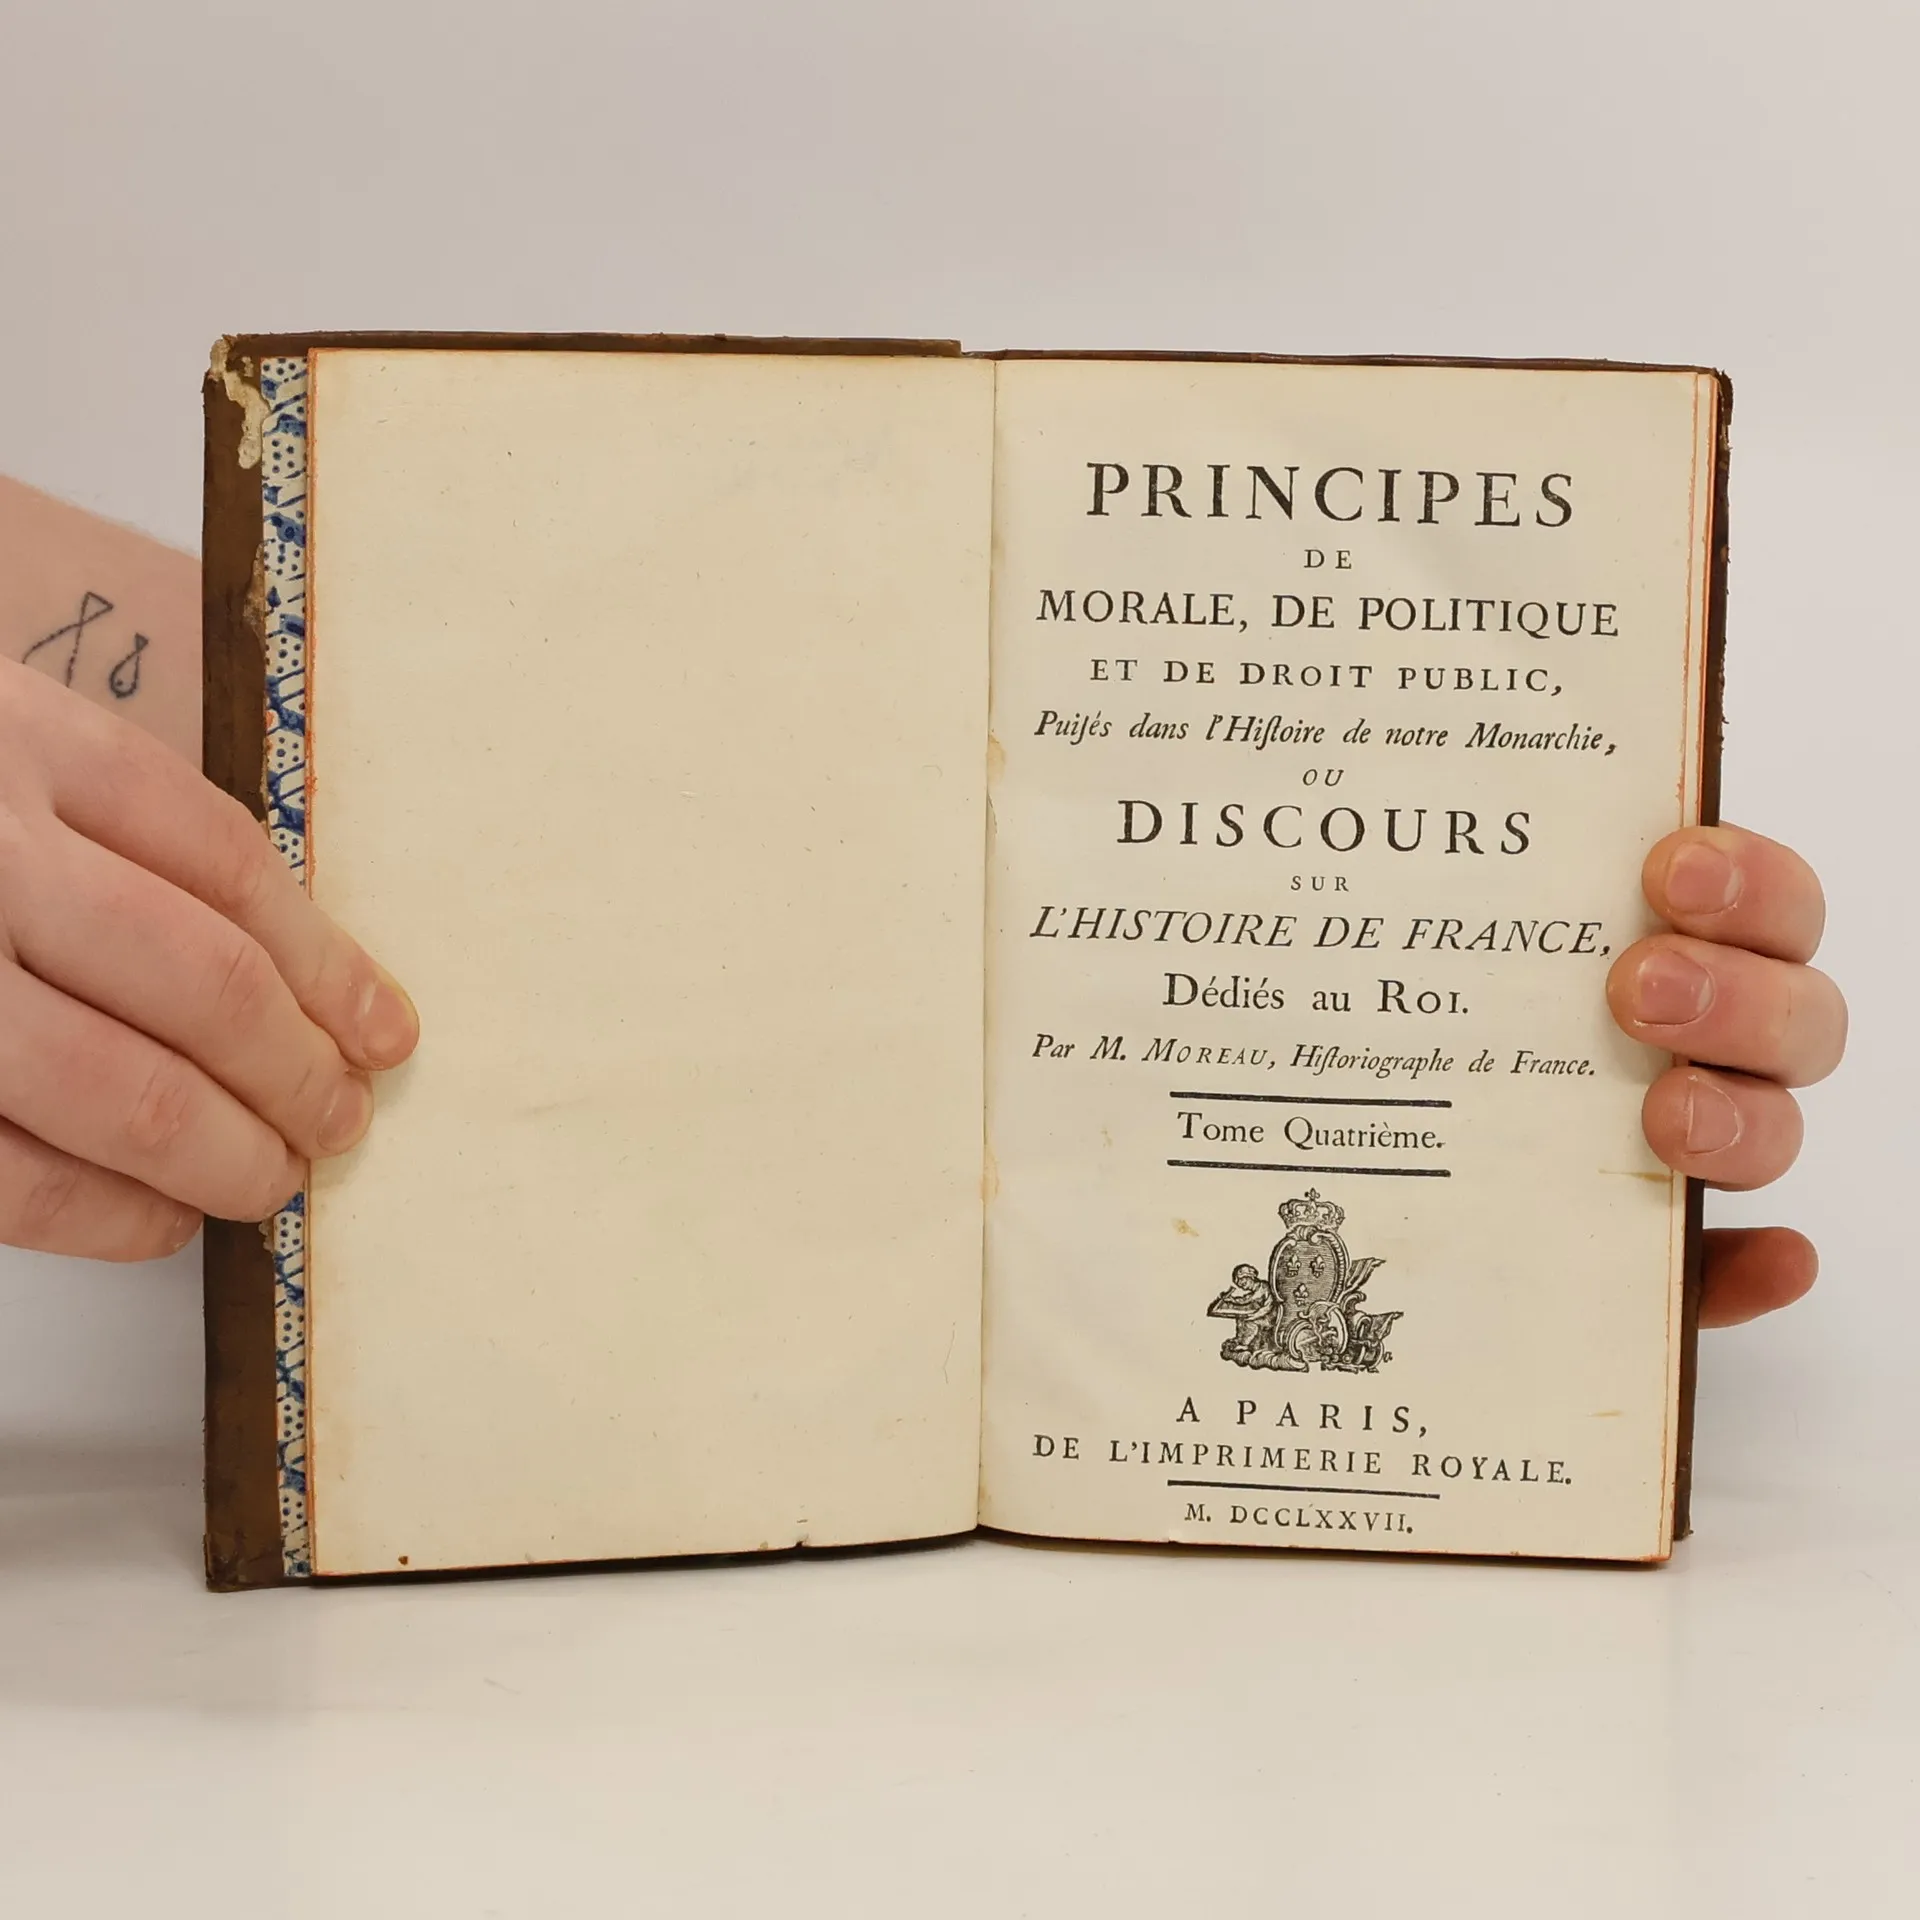 PRINCIPES
DE
MORALE, DE POLITIQUE
ET DE DROIT PUBLIC,
Puiſés dans l'Hiſtoire de notre Monarchie,
OU
DISCOURS
SUR
L'HISTOIRE DE FRANCE,
Dédiés au ROI.
Par M. MOREAU, Hiſtoriographe de France.
Tome Quatrième.
A PARIS,
DE L'IMPRIMERIE ROYALE.
M. DCCLXXVII.